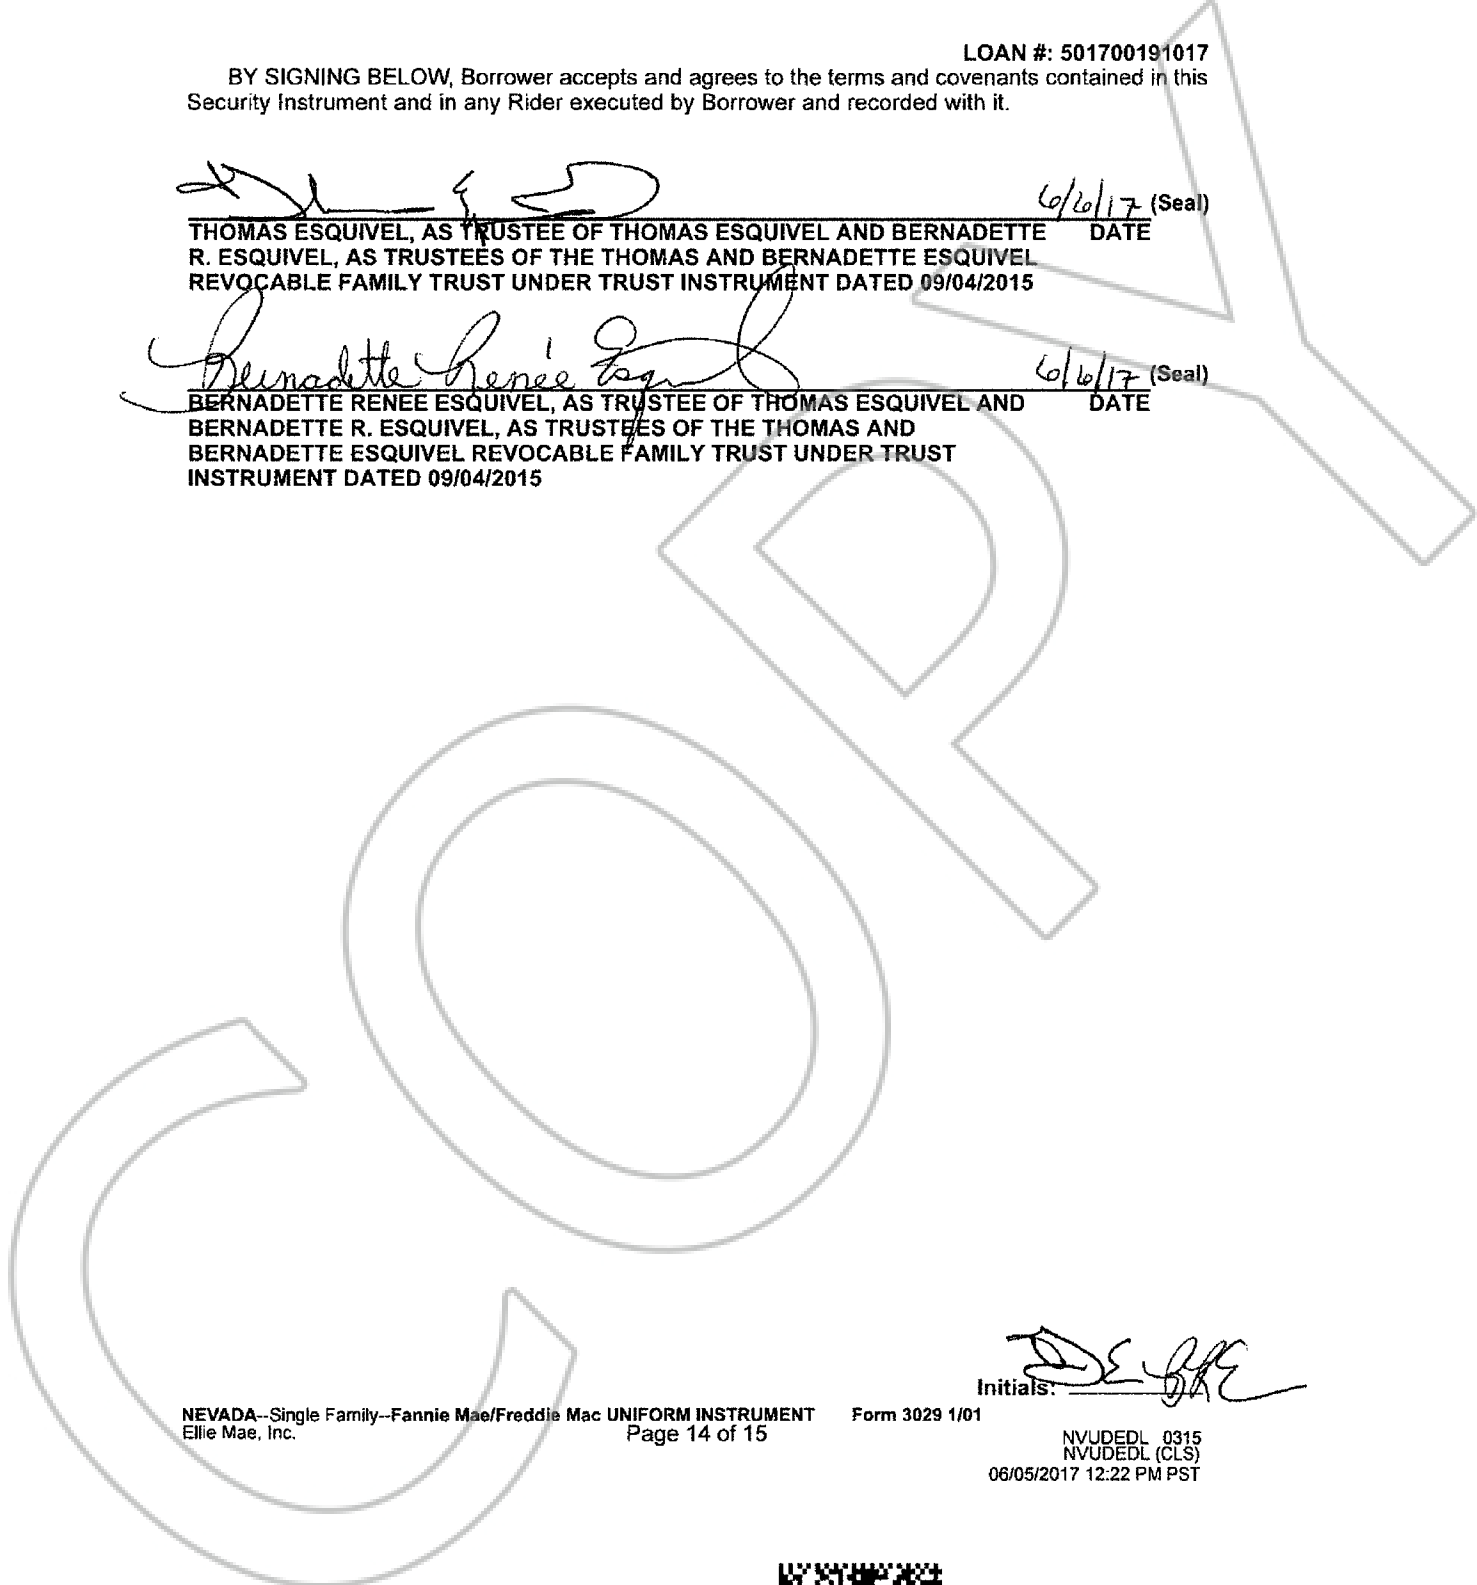 LOAN #: 501700191017
BY SIGNING BELOW, Borrower accepts and agrees to the terms and covenants contained in this
Security Instrument and in any Rider executed by Borrower and recorded with it.
6/6/17 (Seal)
THOMAS ESQUIVEL, AS TRUSTEE OF THOMAS ESQUIVEL AND BERNADETTE DATE
R. ESQUIVEL, AS TRUSTEES OF THE THOMAS AND BERNADETTE ESQUIVEL
REVOCABLE FAMILY TRUST UNDER TRUST INSTRUMENT DATED 09/04/2015
Bernadette Renée Esquivel 6/6/17 (Seal)
BERNADETTE RENEE ESQUIVEL, AS TRUSTEE OF THOMAS ESQUIVEL AND DATE
BERNADETTE R. ESQUIVEL, AS TRUSTEES OF THE THOMAS AND
BERNADETTE ESQUIVEL REVOCABLE FAMILY TRUST UNDER TRUST
INSTRUMENT DATED 09/04/2015
COPY
Initials: BRE
NEVADA--Single Family--Fannie Mae/Freddie Mac UNIFORM INSTRUMENT Form 3029 1/01
Ellie Mae, Inc. Page 14 of 15
NVUDEDL 0315
NVUDEDL (CLS)
06/05/2017 12:22 PM PST